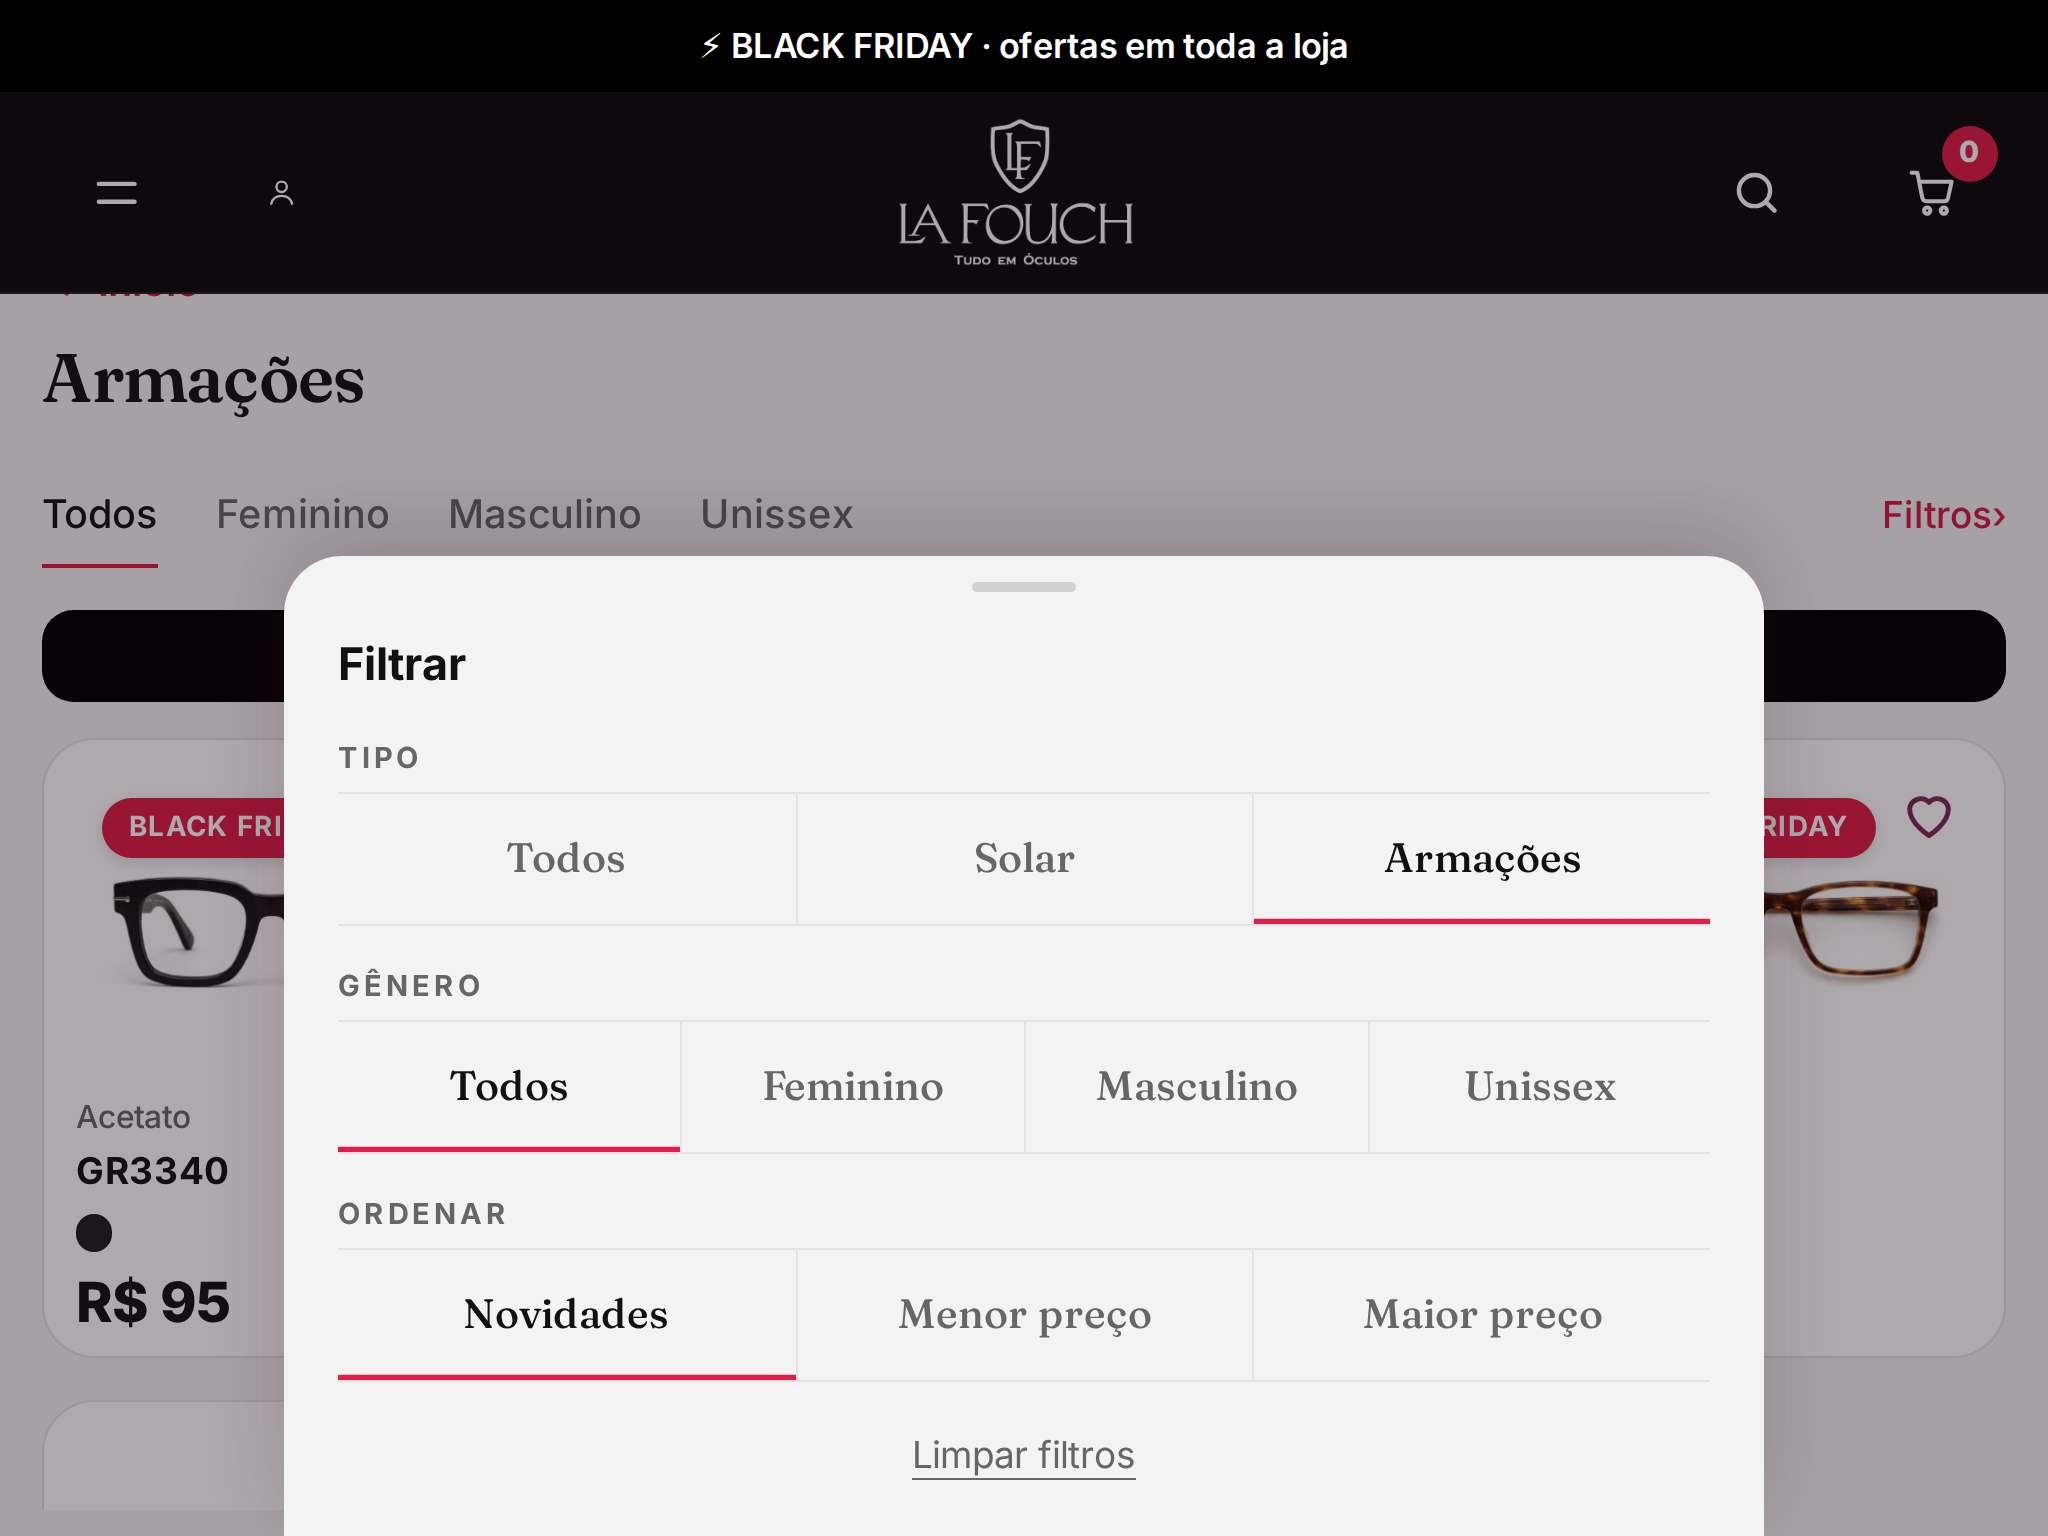 ⚡ BLACK FRIDAY · ofertas em toda a loja
LF
LA FOUCH
TUDO EM ÓCULOS
0
Armações
Todos Feminino Masculino Unissex Filtros›
Filtrar
TIPO
Todos Solar Armações
GÊNERO
Todos Feminino Masculino Unissex
ORDENAR
Novidades Menor preço Maior preço
Limpar filtros
BLACK FRI
RIDAY
Acetato
GR3340
R$ 95